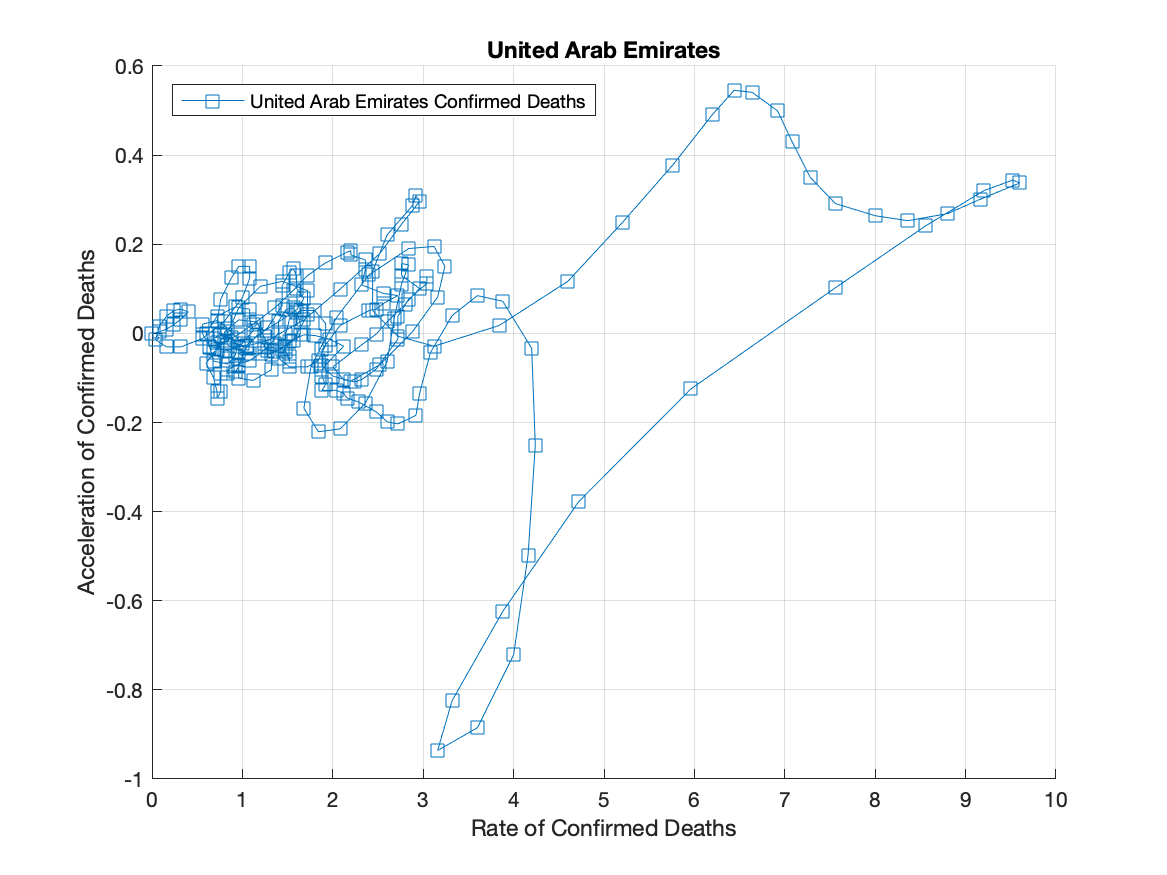 United Arab Emirates
United Arab Emirates Confirmed Deaths
Acceleration of Confirmed Deaths
0.6
0.4
0.2
0
-0.2
-0.4
-0.6
-0.8
-1
0 1 2 3 4 5 6 7 8 9 10
Rate of Confirmed Deaths